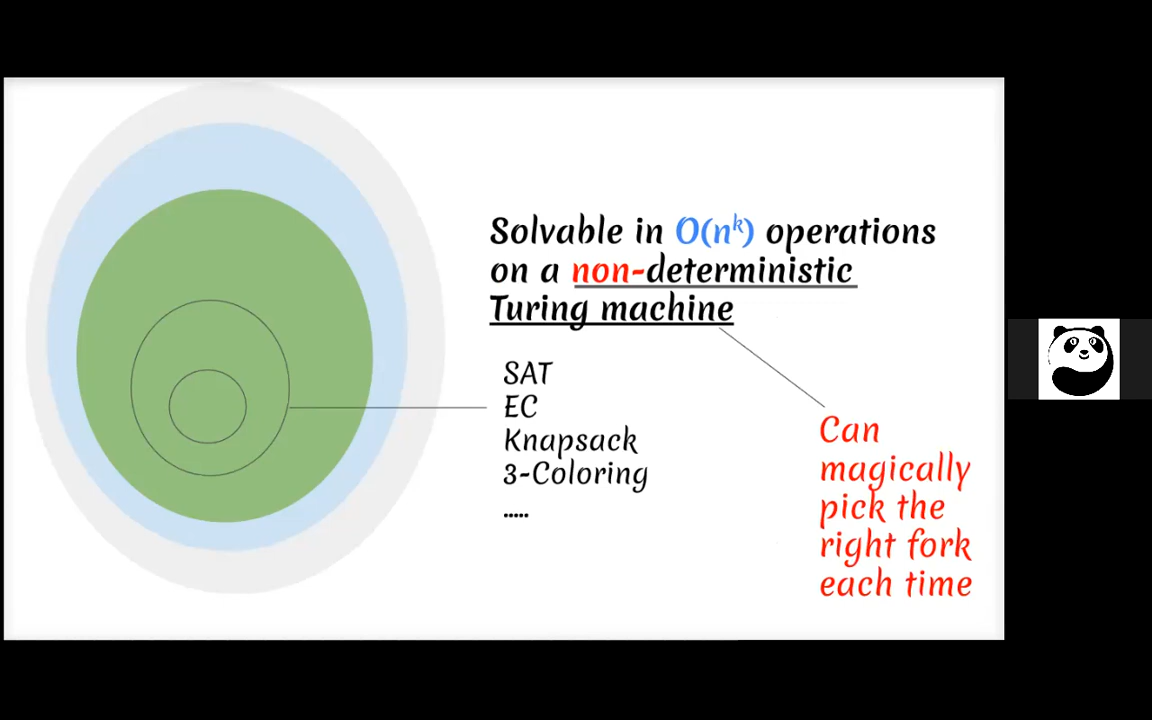 Solvable in O(nᵏ) operations
on a non-deterministic
Turing machine
SAT
EC
Knapsack
3-Coloring
.....
Can
magically
pick the
right fork
each time